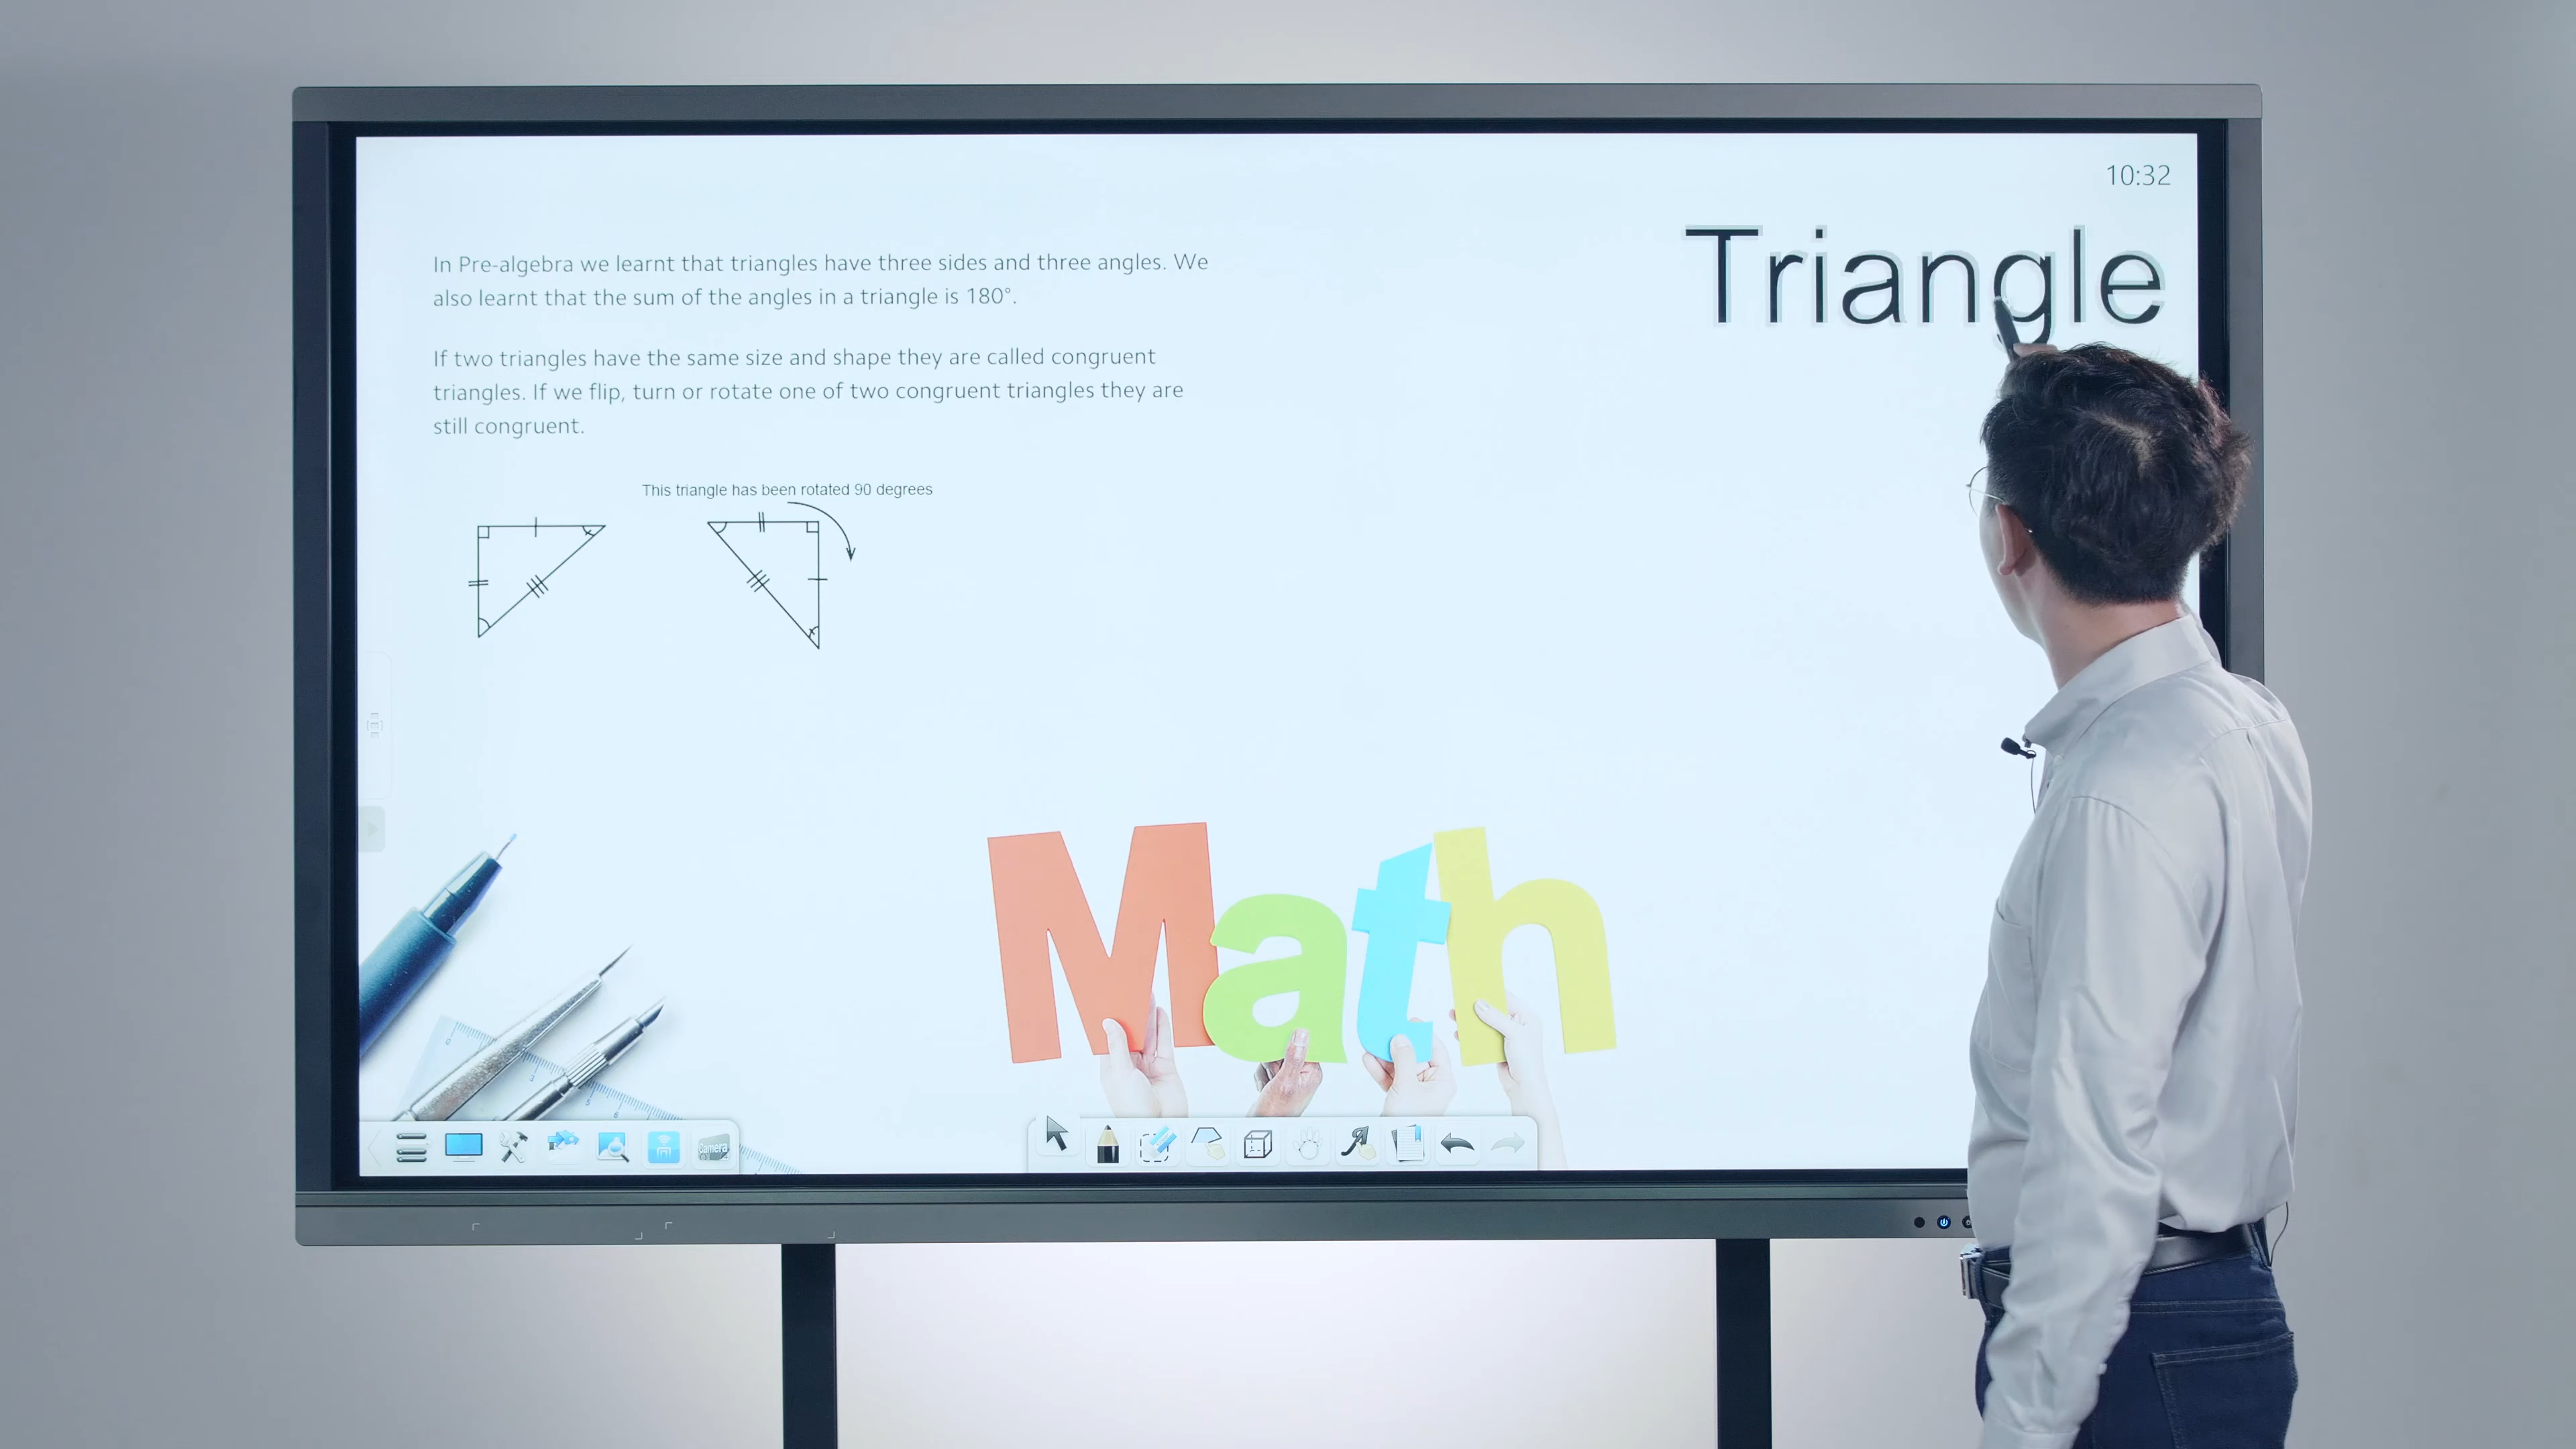 10:32
Triangle
In Pre-algebra we learnt that triangles have three sides and three angles. We
also learnt that the sum of the angles in a triangle is 180°.
If two triangles have the same size and shape they are called congruent
triangles. If we flip, turn or rotate one of two congruent triangles they are
still congruent.
This triangle has been rotated 90 degrees
Math
Camera